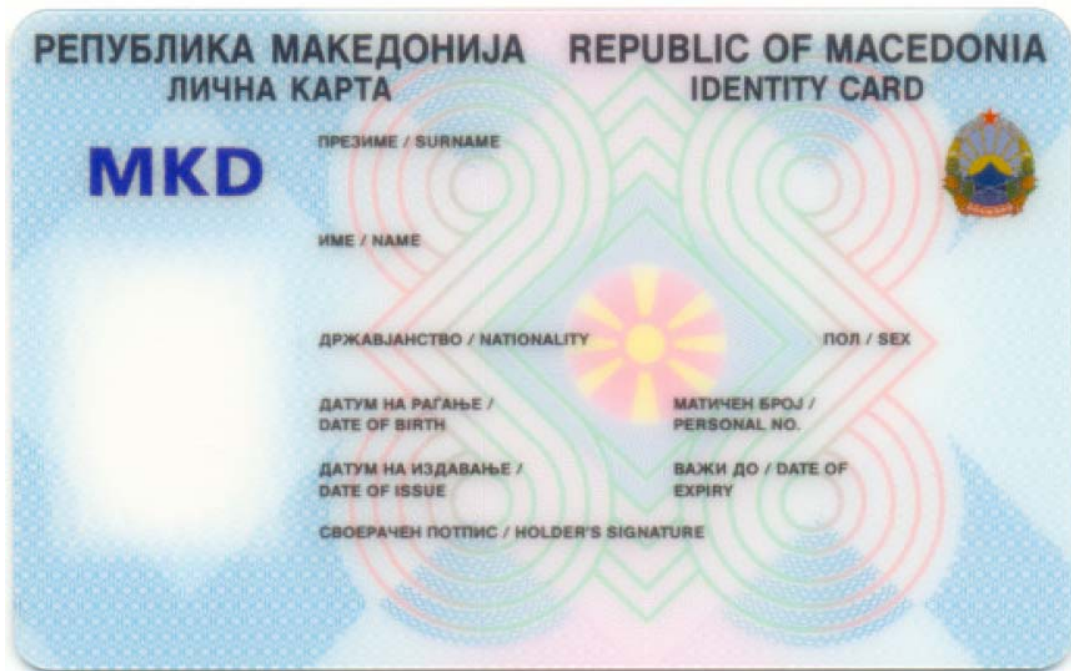 РЕПУБЛИКА МАКЕДОНИЈА REPUBLIC OF MACEDONIA
ЛИЧНА КАРТА IDENTITY CARD
MKD
ПРЕЗИМЕ / SURNAME
ИМЕ / NAME
ДРЖАВЈАНСТВО / NATIONALITY ПОЛ / SEX
ДАТУМ НА РАЃАЊЕ / МАТИЧЕН БРОЈ /
DATE OF BIRTH PERSONAL NO.
ДАТУМ НА ИЗДАВАЊЕ / ВАЖИ ДО / DATE OF
DATE OF ISSUE EXPIRY
СВОЕРАЧЕН ПОТПИС / HOLDER'S SIGNATURE